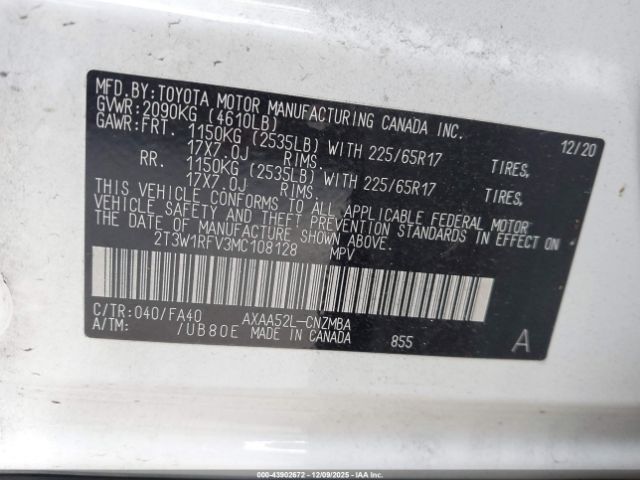 MFD.BY:TOYOTA MOTOR MANUFACTURING CANADA INC.
GVWR:2090KG (4610LB) 12/20
GAWR:FRT. 1150KG (2535LB) WITH 225/65R17 TIRES,
17X7.0J RIMS.
RR. 1150KG (2535LB) WITH 225/65R17 TIRES,
17X7.0J RIMS.
THIS VEHICLE CONFORMS TO ALL APPLICABLE FEDERAL MOTOR
VEHICLE SAFETY AND THEFT PREVENTION STANDARDS IN EFFECT ON
THE DATE OF MANUFACTURE SHOWN ABOVE.
2T3W1RFV3MC108128 MPV
C/TR:040/FA40 AXAA52L-CNZMBA
A/TM: /UB80E MADE IN CANADA 855 A
000-43902672 - 12/09/2025 - IAA Inc.